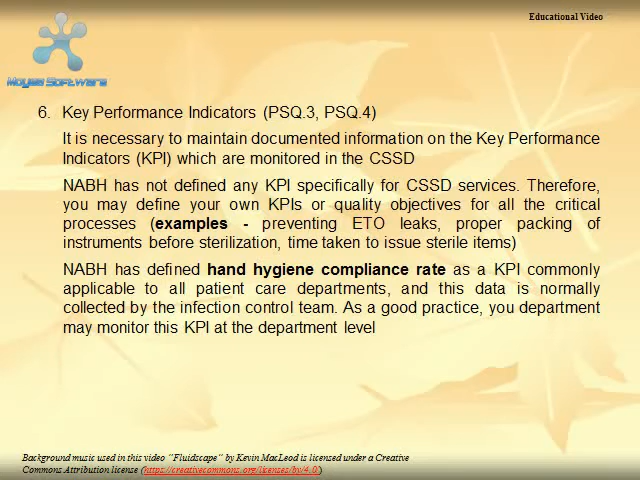 Educational Video
Moyea Software
6. Key Performance Indicators (PSQ.3, PSQ.4)
It is necessary to maintain documented information on the Key Performance
Indicators (KPI) which are monitored in the CSSD
NABH has not defined any KPI specifically for CSSD services. Therefore,
you may define your own KPIs or quality objectives for all the critical
processes (examples - preventing ETO leaks, proper packing of
instruments before sterilization, time taken to issue sterile items)
NABH has defined hand hygiene compliance rate as a KPI commonly
applicable to all patient care departments, and this data is normally
collected by the infection control team. As a good practice, you department
may monitor this KPI at the department level
Background music used in this video "Fluidscape" by Kevin MacLeod is licensed under a Creative
Commons Attribution license (https://creativecommons.org/licenses/by/4.0/)